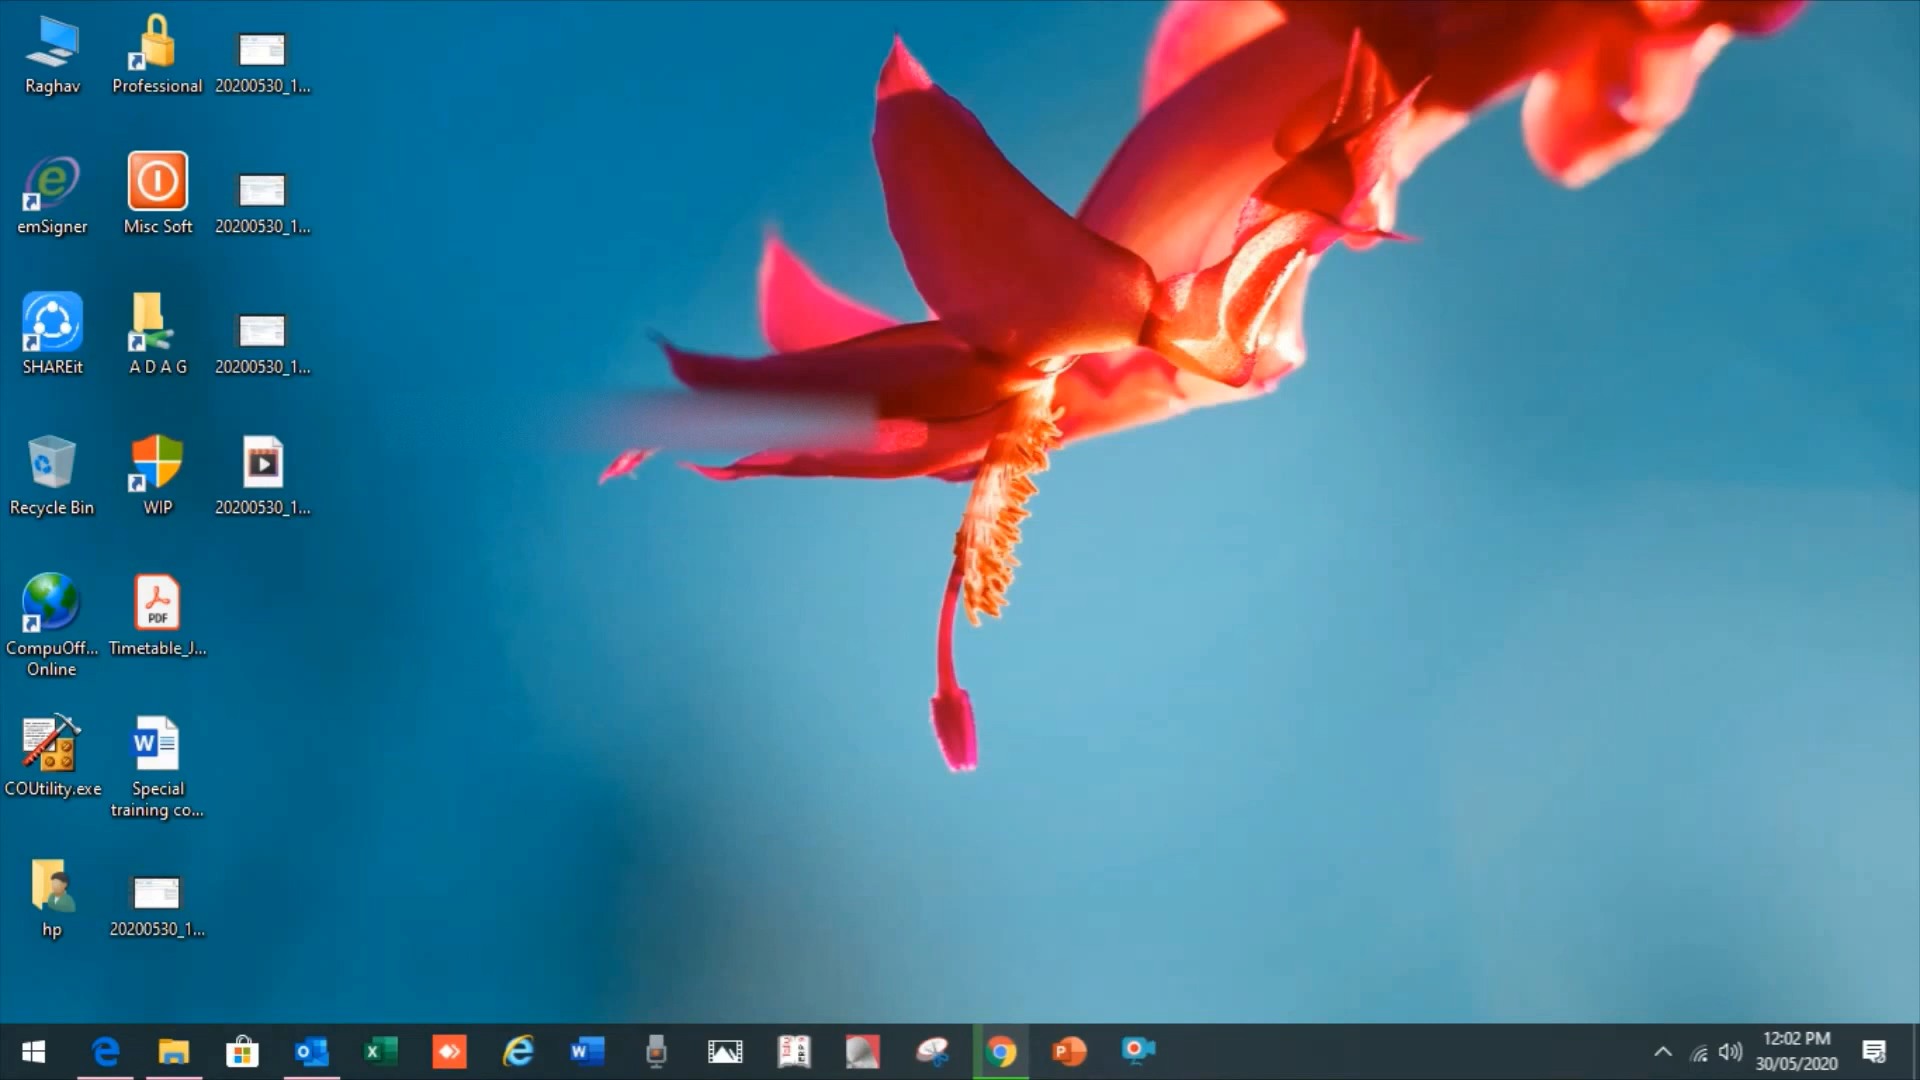 Raghav
Professional
20200530_1...
emSigner
Misc Soft
20200530_1...
SHAREit
A D A G
20200530_1...
Recycle Bin
WIP
20200530_1...
CompuOff...
Online
Timetable_J...
PDF
COUtility.exe
Special
training co...
hp
20200530_1...
12:02 PM
30/05/2020